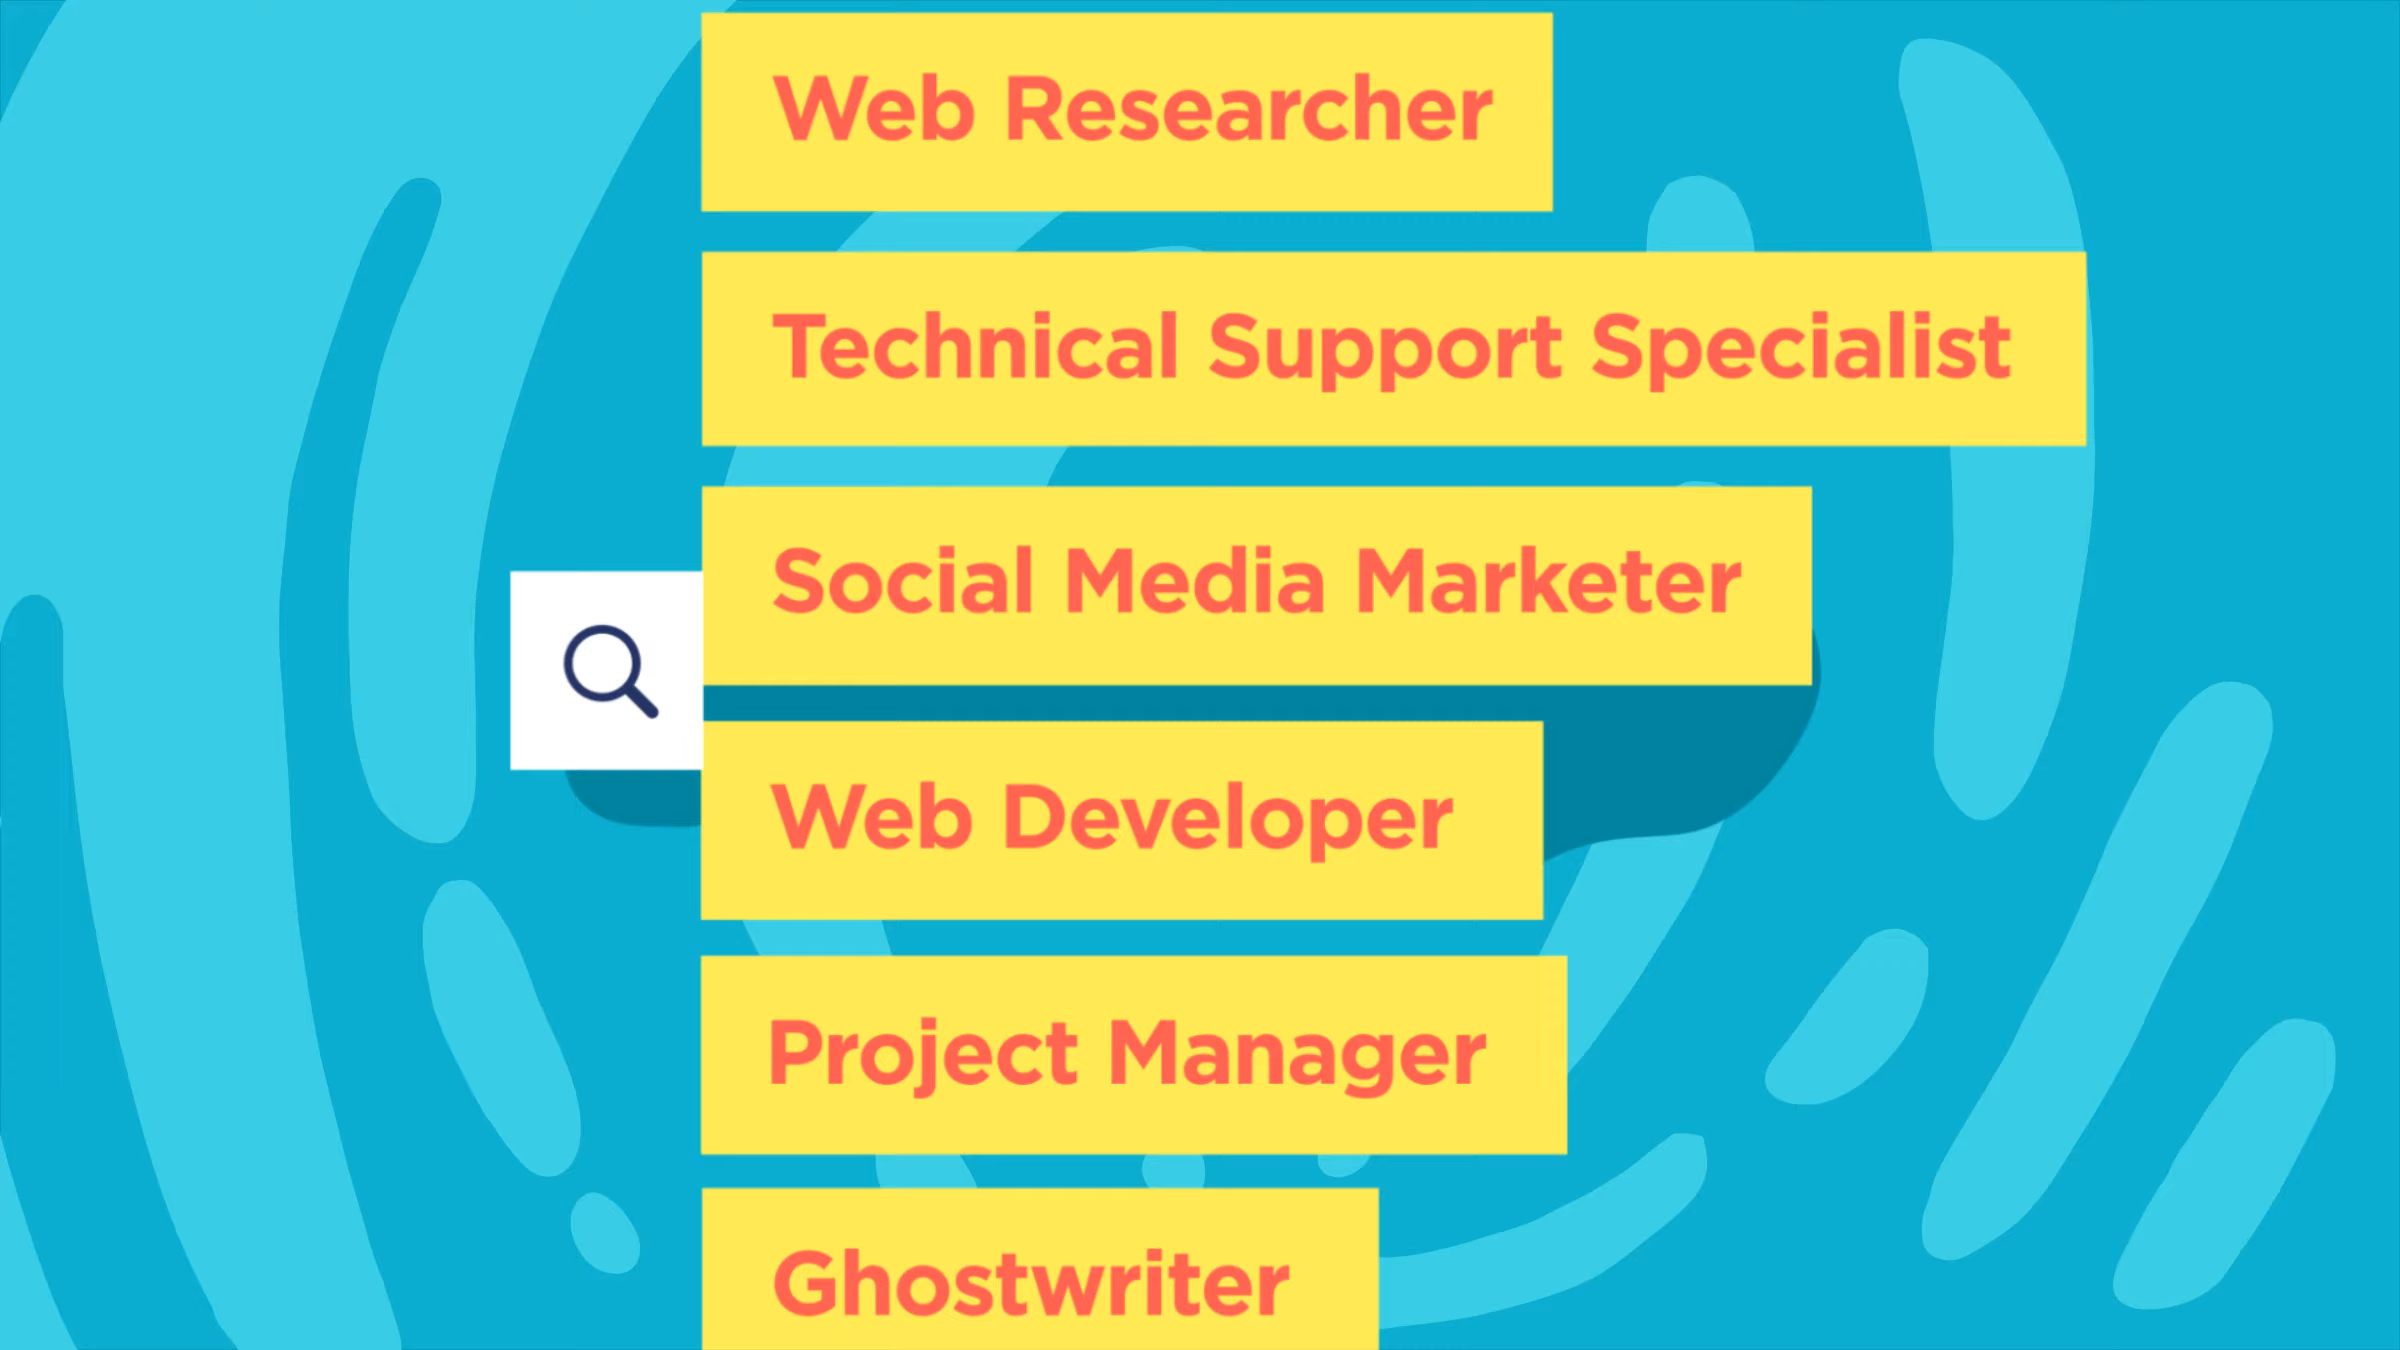 Web Researcher
Technical Support Specialist
Social Media Marketer
Web Developer
Project Manager
Ghostwriter